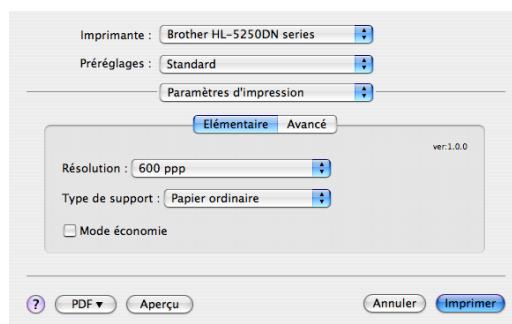 Imprimante : Brother HL-5250DN series
Préréglages : Standard
Paramètres d'impression
Elémentaire Avancé
ver:1.0.0
Résolution : 600 ppp
Type de support : Papier ordinaire
Mode économie
? PDF ▼ Aperçu Annuler Imprimer